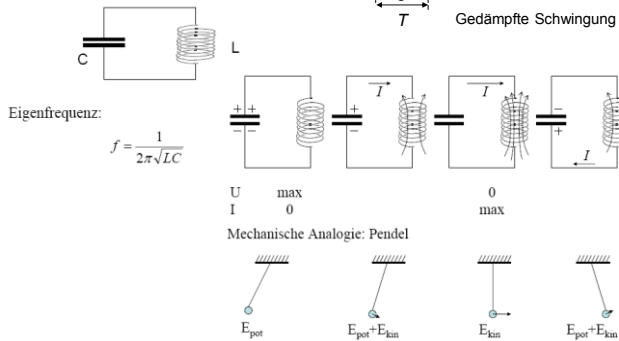 T
Gedämpfte Schwingung
C
L
Eigenfrequenz:
f = 1 / 2π√LC
+ + + I I − I
− − − +
U max 0
I 0 max
Mechanische Analogie: Pendel
E_pot E_pot+E_kin E_kin E_pot+E_kin